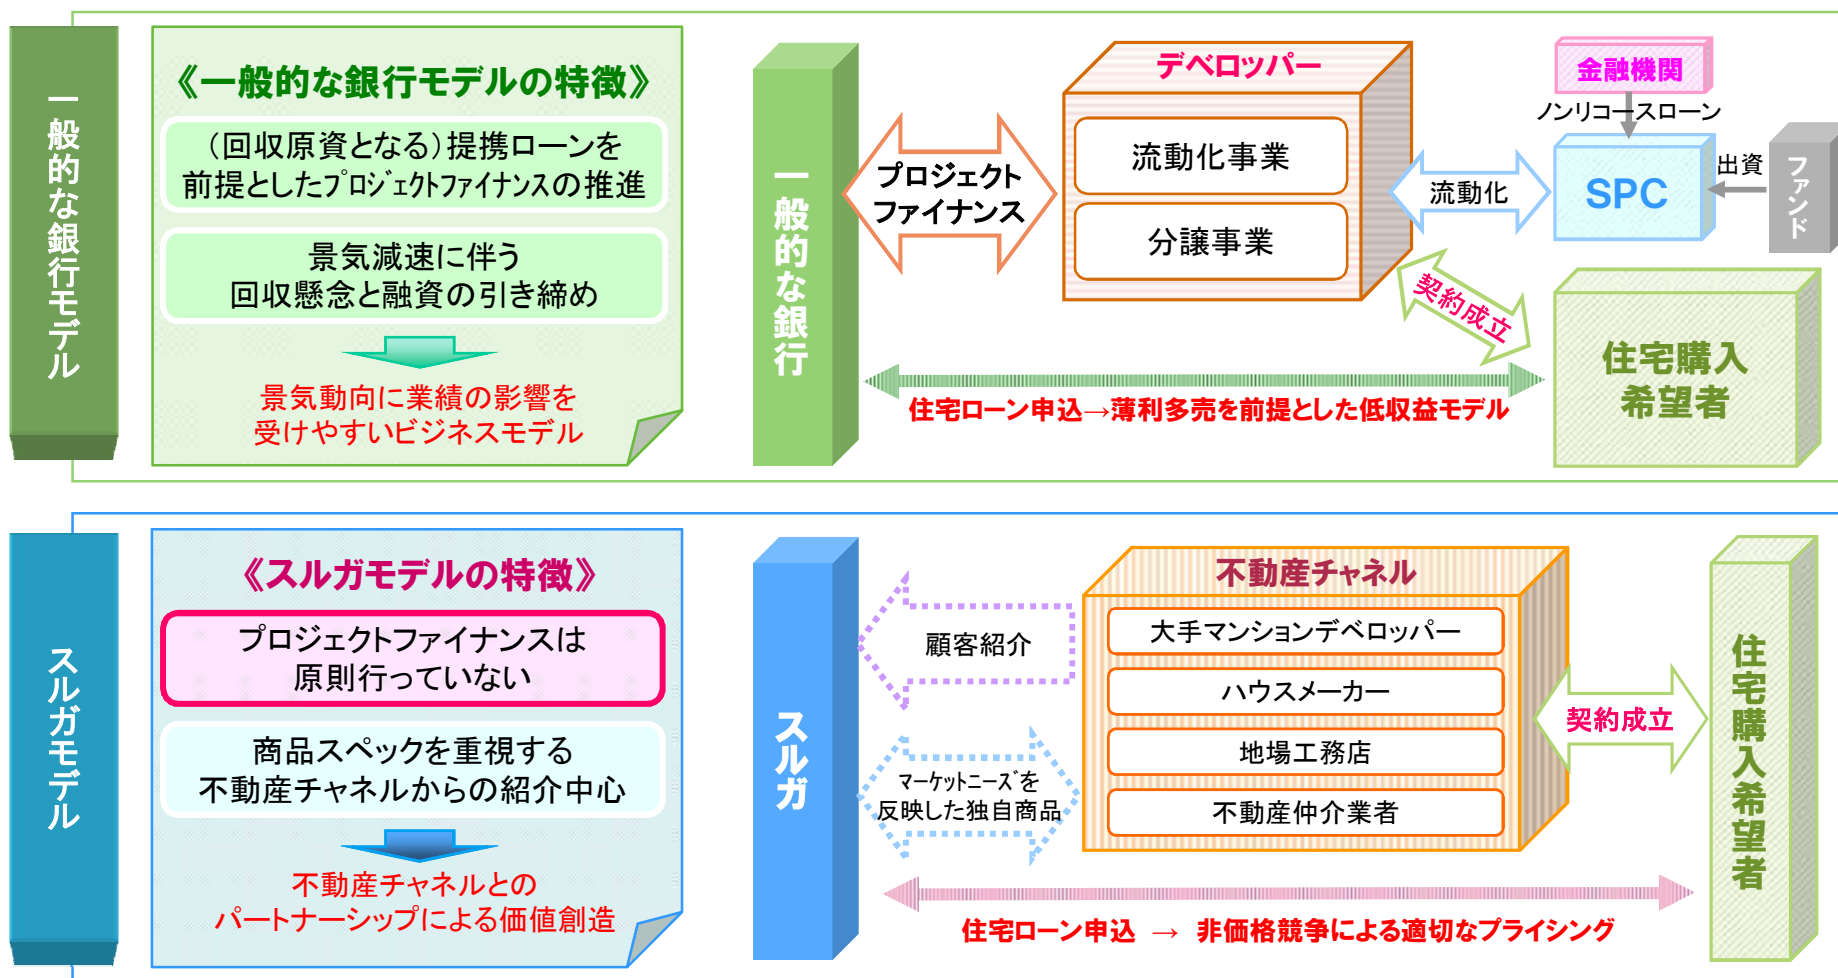 一般的な銀行モデル
《一般的な銀行モデルの特徴》
（回収原資となる）提携ローンを
前提としたプロジェクトファイナンスの推進
景気減速に伴う
回収懸念と融資の引き締め
景気動向に業績の影響を
受けやすいビジネスモデル
一般的な銀行
プロジェクト
ファイナンス
デベロッパー
流動化事業
分譲事業
流動化
金融機関
ノンリコースローン
SPC
出資
ファンド
契約成立
住宅購入
希望者
住宅ローン申込→薄利多売を前提とした低収益モデル
スルガモデル
《スルガモデルの特徴》
プロジェクトファイナンスは
原則行っていない
商品スペックを重視する
不動産チャネルからの紹介中心
不動産チャネルとの
パートナーシップによる価値創造
スルガ
顧客紹介
マーケットニーズを
反映した独自商品
不動産チャネル
大手マンションデベロッパー
ハウスメーカー
地場工務店
不動産仲介業者
契約成立
住宅購入希望者
住宅ローン申込 → 非価格競争による適切なプライシング